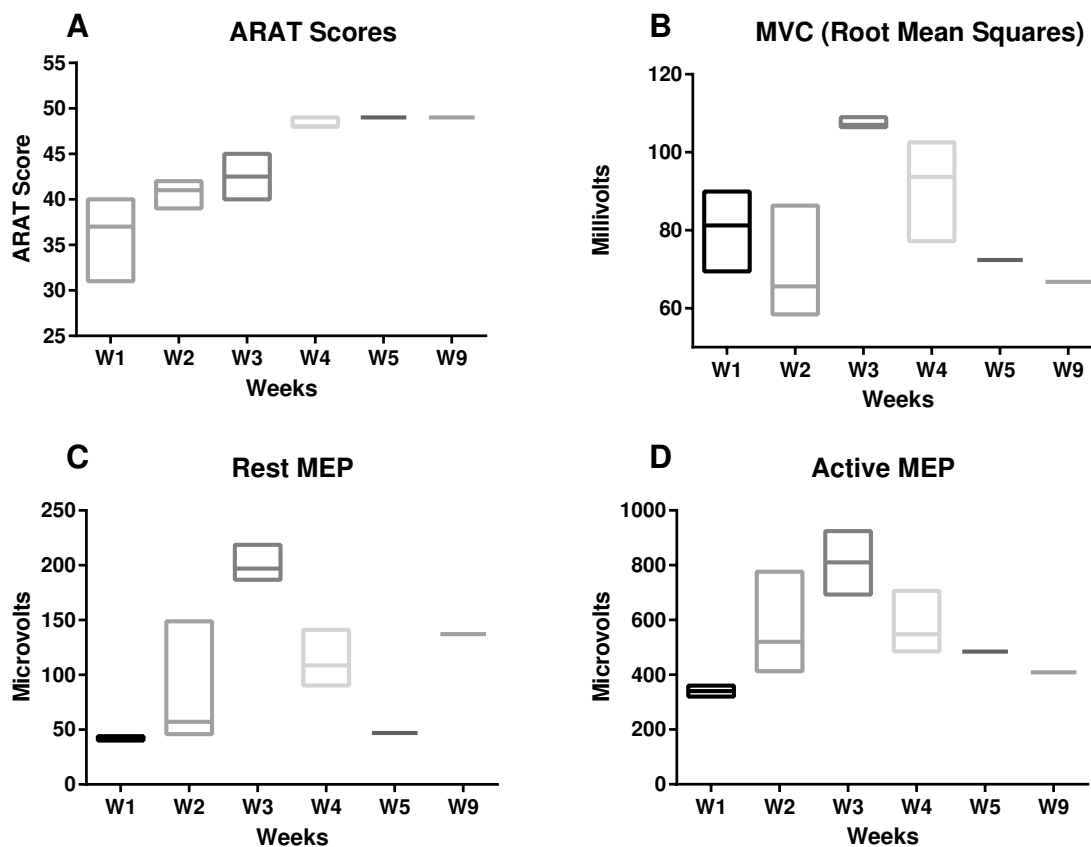 A
ARAT Scores
ARAT Score
55
50
45
40
35
30
25
W1 W2 W3 W4 W5 W9
Weeks
B
MVC (Root Mean Squares)
Millivolts
120
100
80
60
W1 W2 W3 W4 W5 W9
Weeks
C
Rest MEP
Microvolts
250
200
150
100
50
0
W1 W2 W3 W4 W5 W9
Weeks
D
Active MEP
Microvolts
1000
800
600
400
200
0
W1 W2 W3 W4 W5 W9
Weeks